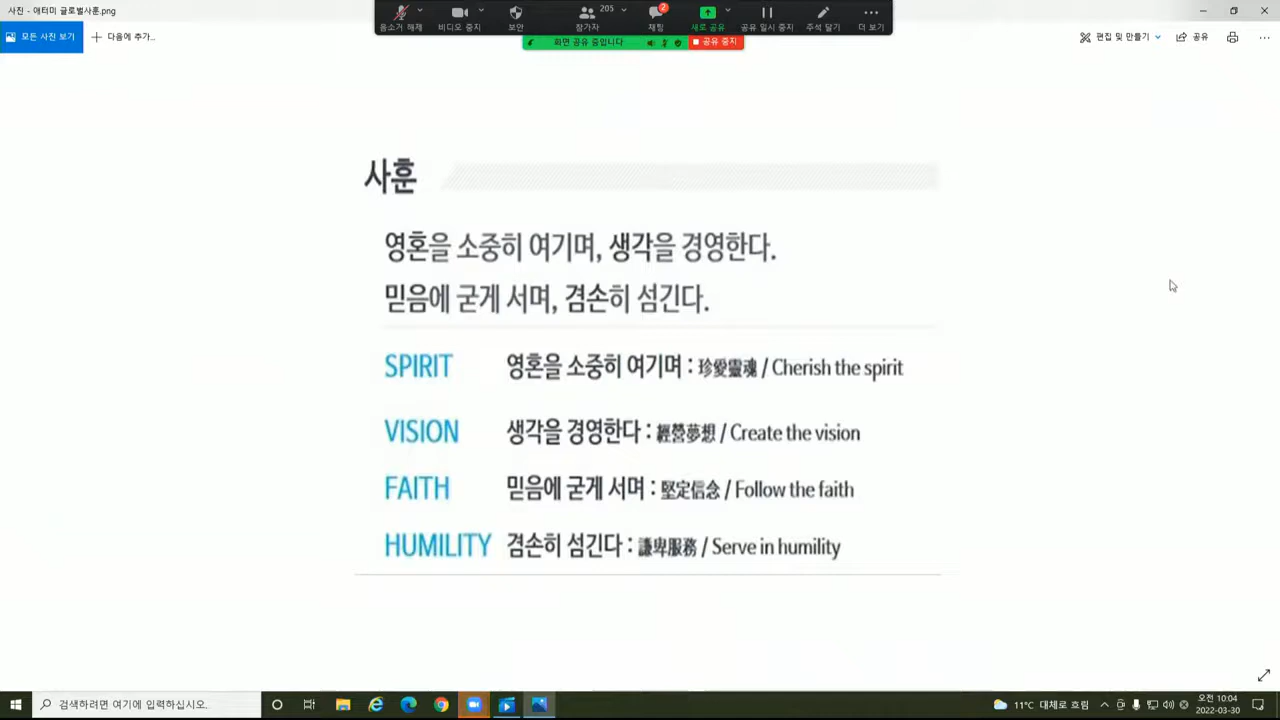 사진 - 애터미 글로벌사훈.png
음소거 해제
비디오 중지
보안
205
참가자
2
채팅
새로 공유
공유 일시 중지
주석 달기
더 보기
모든 사진 보기
다음에 추가...
화면 공유 중입니다
공유 중지
편집 및 만들기
공유
사훈
영혼을 소중히 여기며, 생각을 경영한다.
믿음에 굳게 서며, 겸손히 섬긴다.
SPIRIT 영혼을 소중히 여기며 : 珍愛靈魂 / Cherish the spirit
VISION 생각을 경영한다 : 經營夢想 / Create the vision
FAITH 믿음에 굳게 서며 : 堅定信念 / Follow the faith
HUMILITY 겸손히 섬긴다 : 謙卑服務 / Serve in humility
검색하려면 여기에 입력하십시오.
11°C 대체로 흐림
오전 10:04
2022-03-30